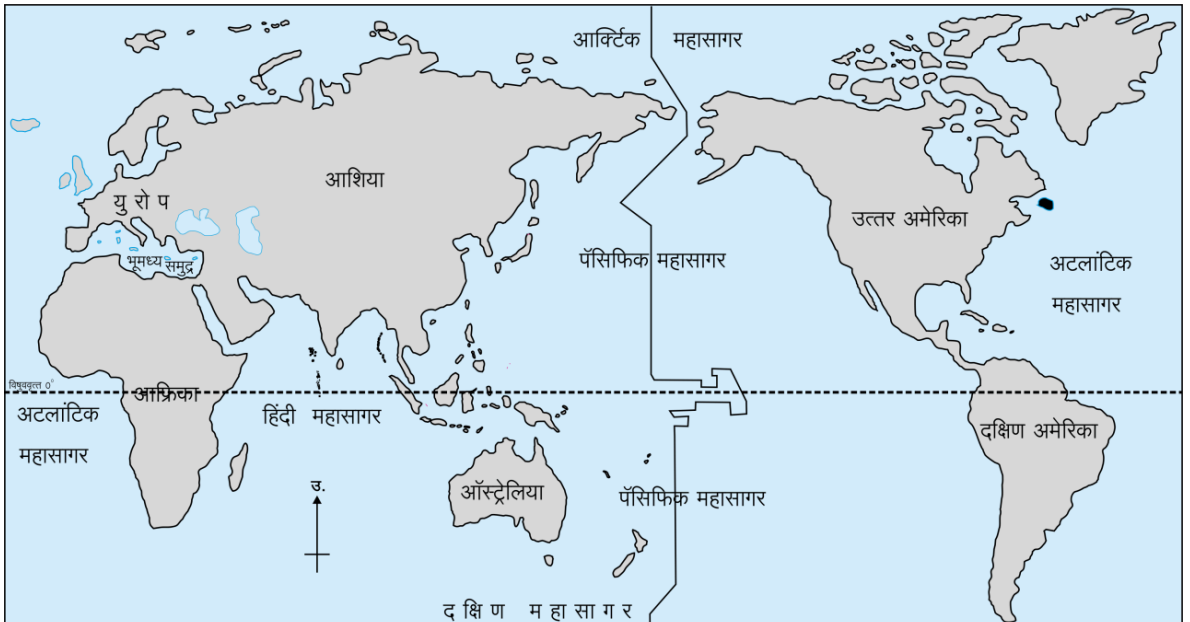 आर्क्टिक महासागर
आशिया
यु रो प
उत्तर अमेरिका
पॅसिफिक महासागर
भूमध्य समुद्र
अटलांटिक
महासागर
विषुववृत्त 0°
आफ्रिका
अटलांटिक
महासागर
हिंदी महासागर
दक्षिण अमेरिका
उ.
ऑस्ट्रेलिया
पॅसिफिक महासागर
द क्षि ण म हा सा ग र